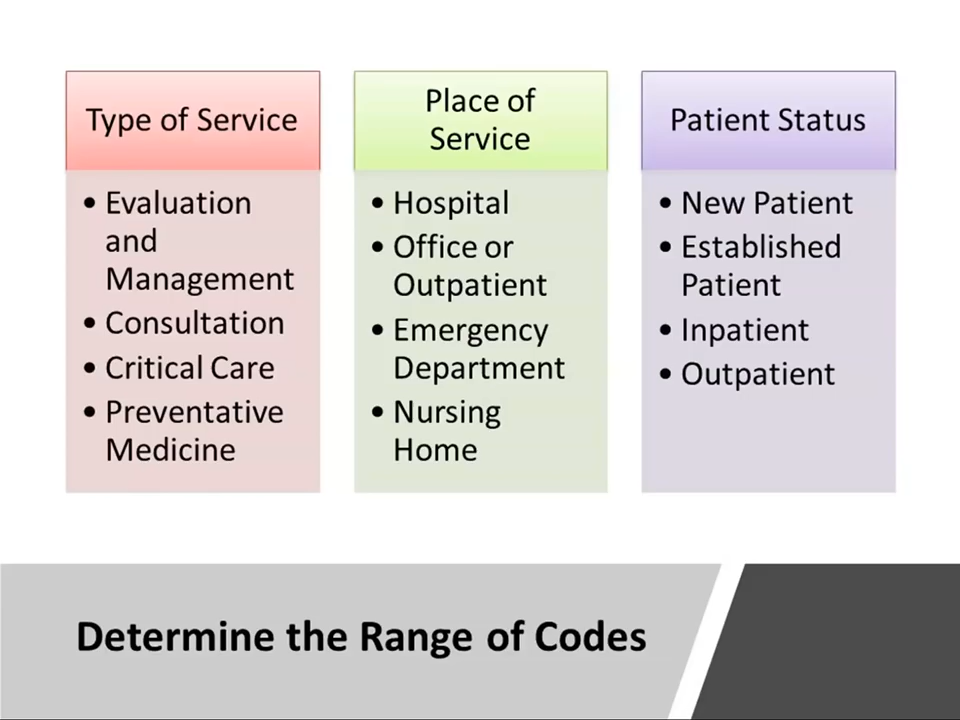 Type of Service
• Evaluation
and
Management
• Consultation
• Critical Care
• Preventative
Medicine
Place of
Service
• Hospital
• Office or
Outpatient
• Emergency
Department
• Nursing
Home
Patient Status
• New Patient
• Established
Patient
• Inpatient
• Outpatient
Determine the Range of Codes